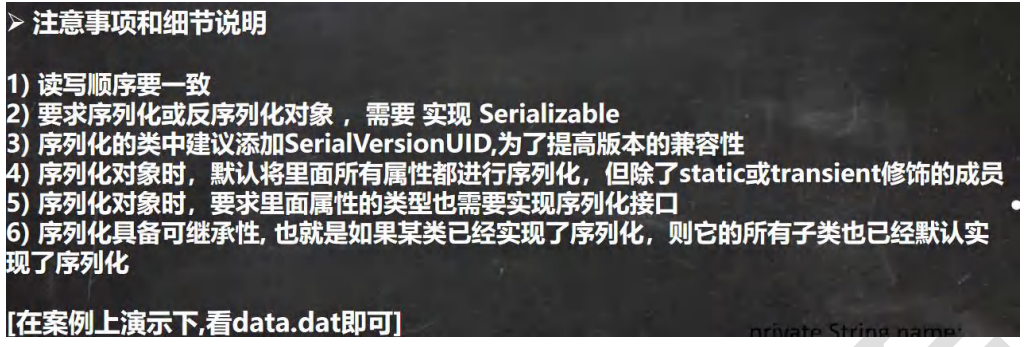 ➢ 注意事项和细节说明
1) 读写顺序要一致
2) 要求序列化或反序列化对象 ，需要 实现 Serializable
3) 序列化的类中建议添加SerialVersionUID,为了提高版本的兼容性
4) 序列化对象时，默认将里面所有属性都进行序列化，但除了static或transient修饰的成员
5) 序列化对象时，要求里面属性的类型也需要实现序列化接口
6) 序列化具备可继承性, 也就是如果某类已经实现了序列化，则它的所有子类也已经默认实
现了序列化
[在案例上演示下,看data.dat即可]
private String name;